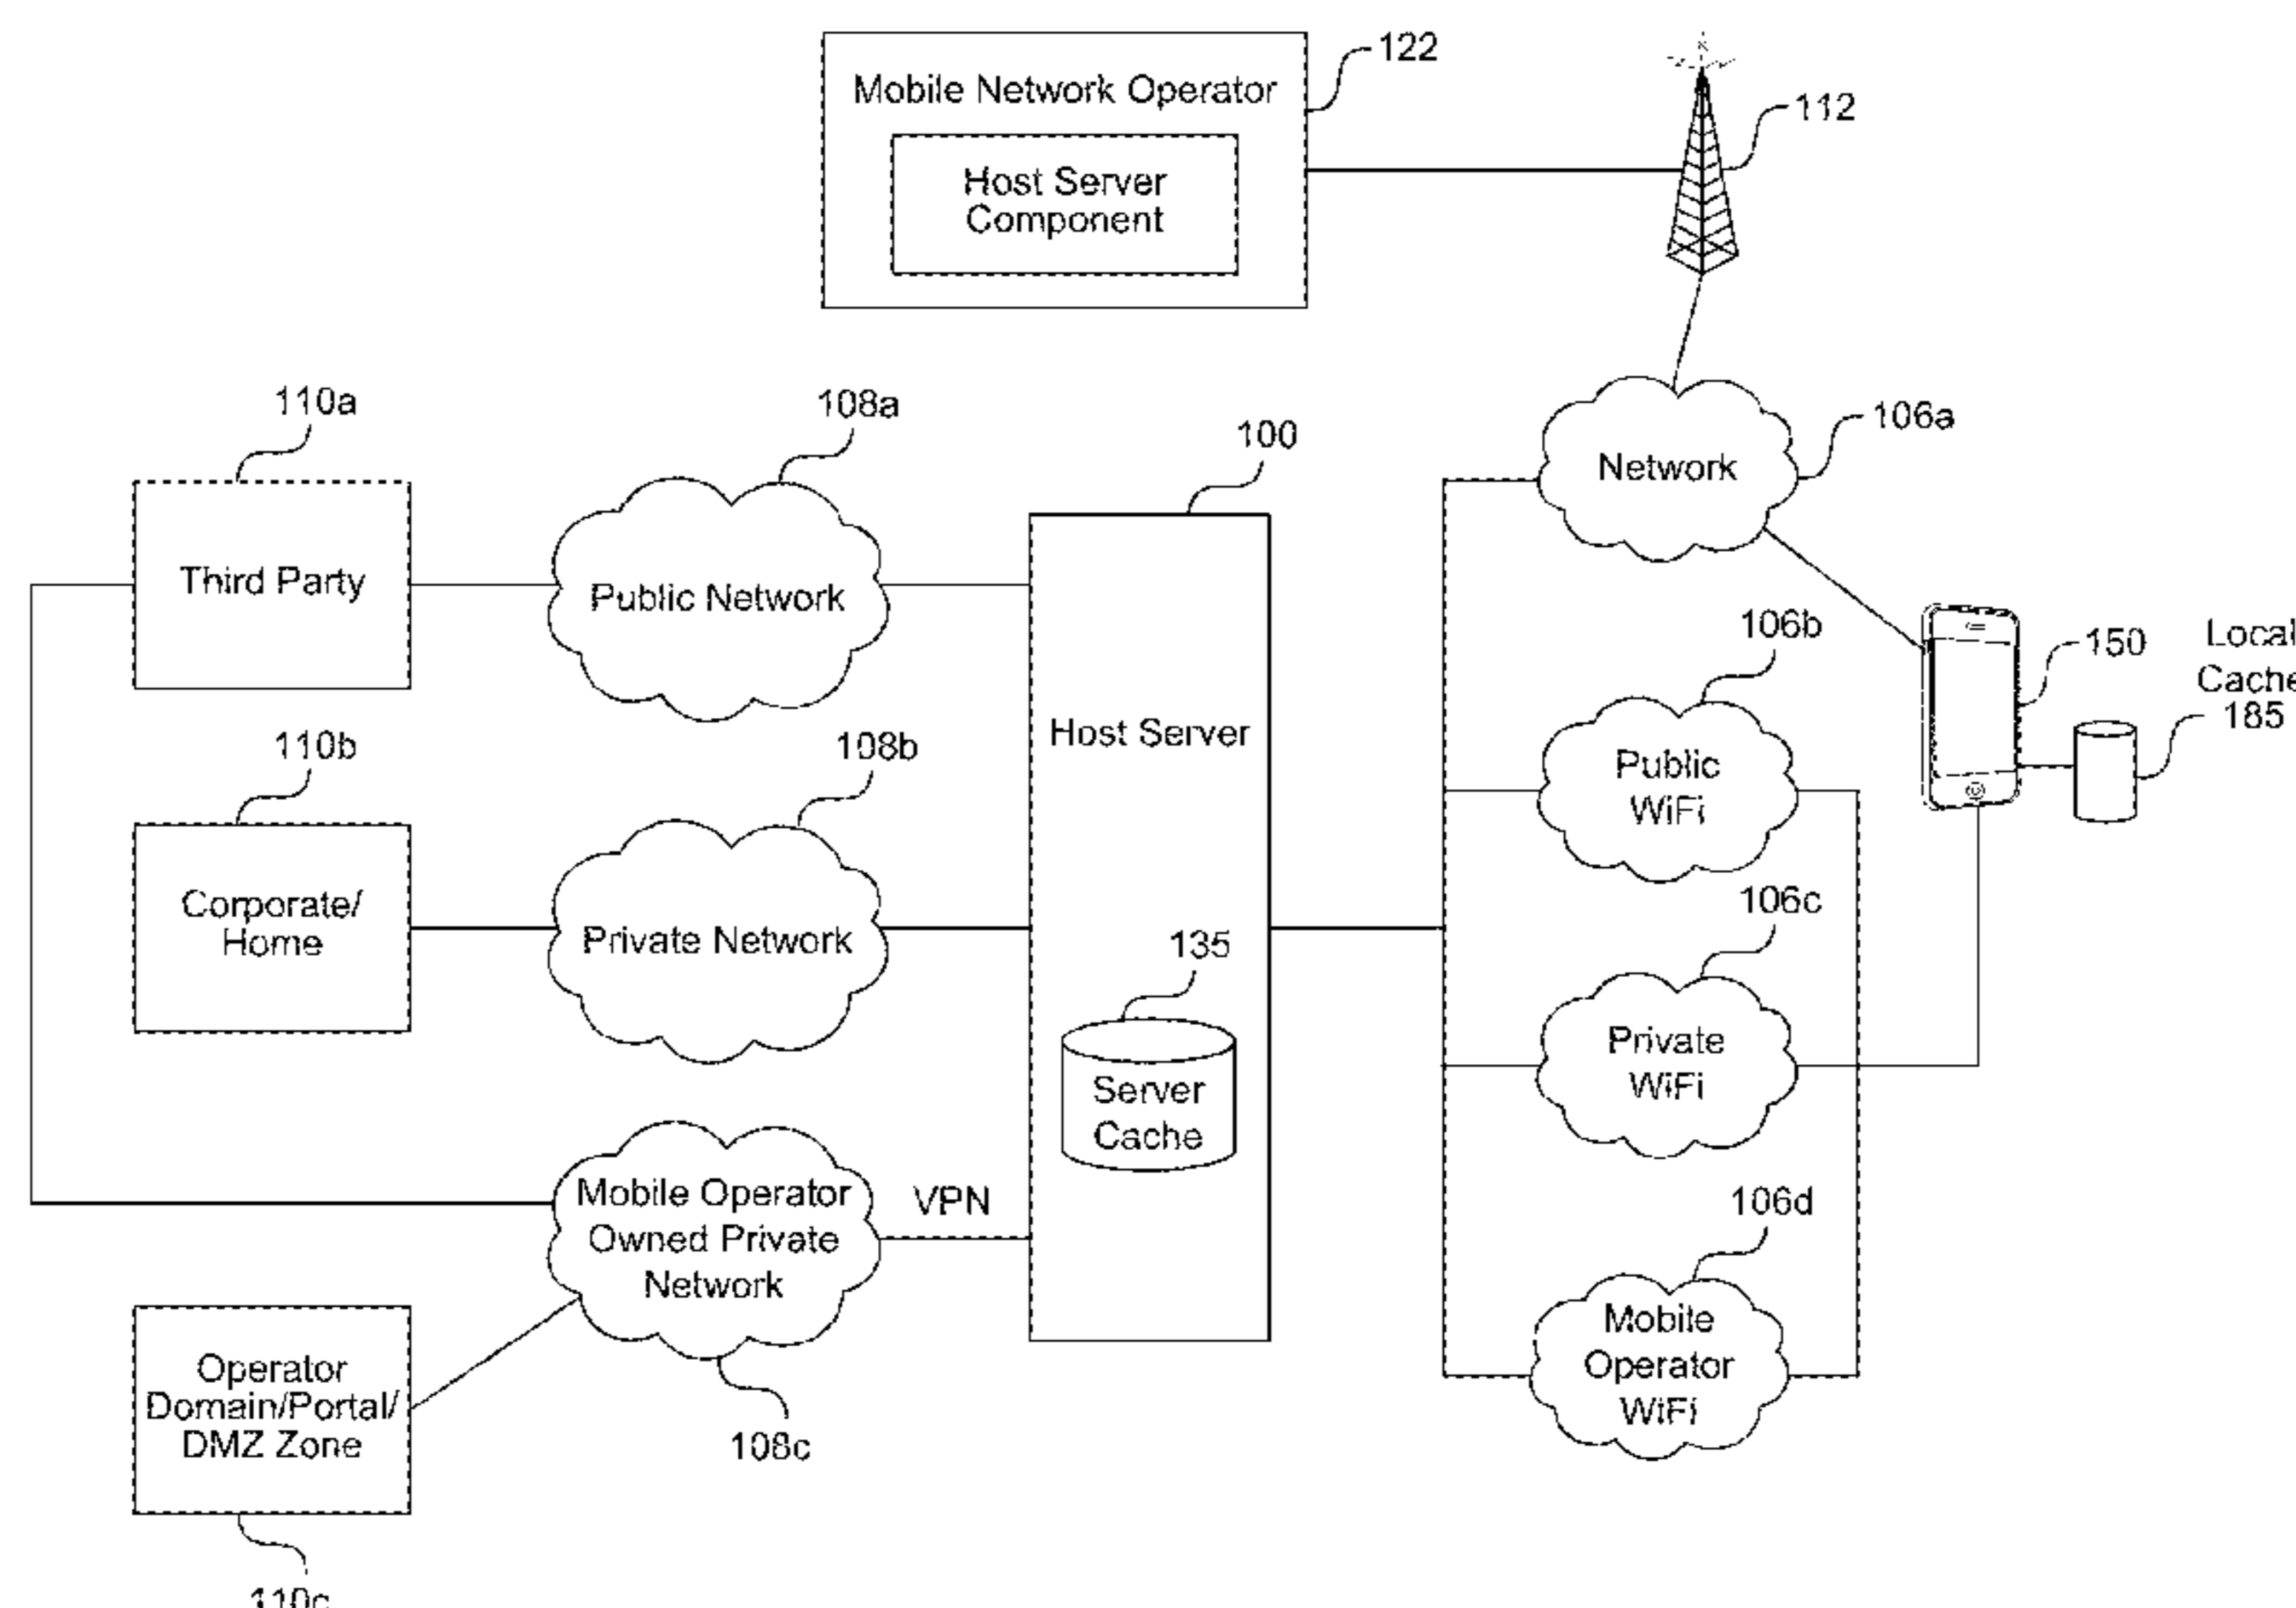 122
Mobile Network Operator
112
Host Server
Component
110a
108a
100
106a
Network
Third Party
Public Network
106b
150
Local
Cache
185
110b
108b
Host Server
Public
WiFi
106c
Corporate/
Home
Private Network
135
Private
WiFi
Server
Cache
106d
Mobile Operator
Owned Private
Network
VPN
Mobile
Operator
WiFi
Operator
Domain/Portal/
DMZ Zone
108c
110c